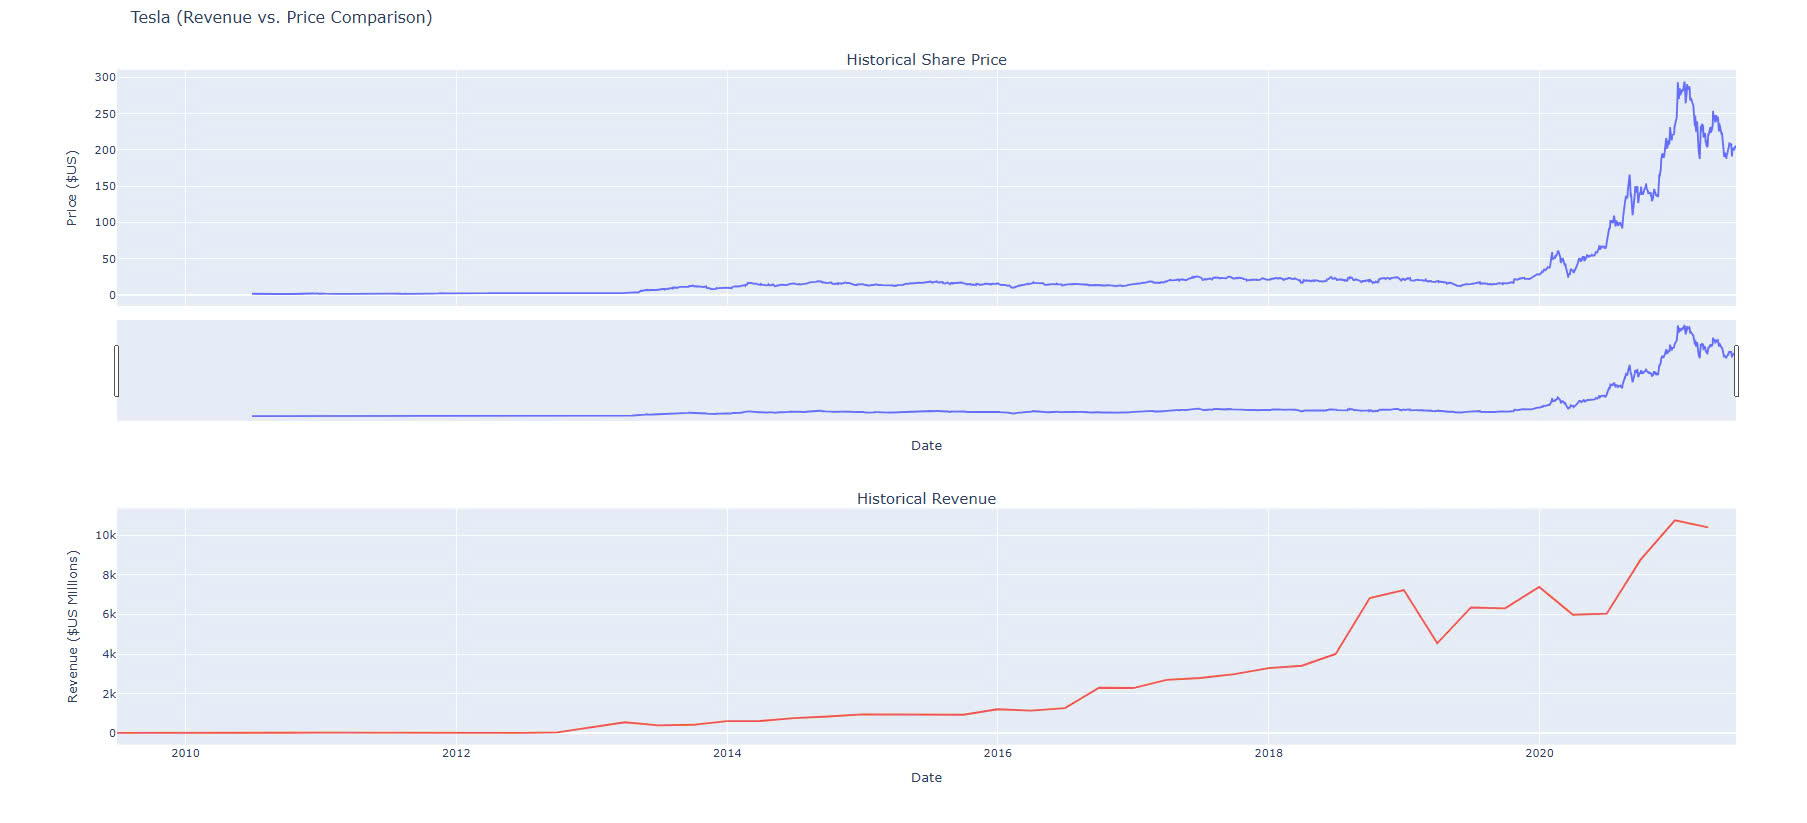 Tesla (Revenue vs. Price Comparison)
Historical Share Price
300
250
200
150
100
50
0
Price ($US)
Date
Historical Revenue
10k
8k
6k
4k
2k
0
Revenue ($US Millions)
2010 2012 2014 2016 2018 2020
Date